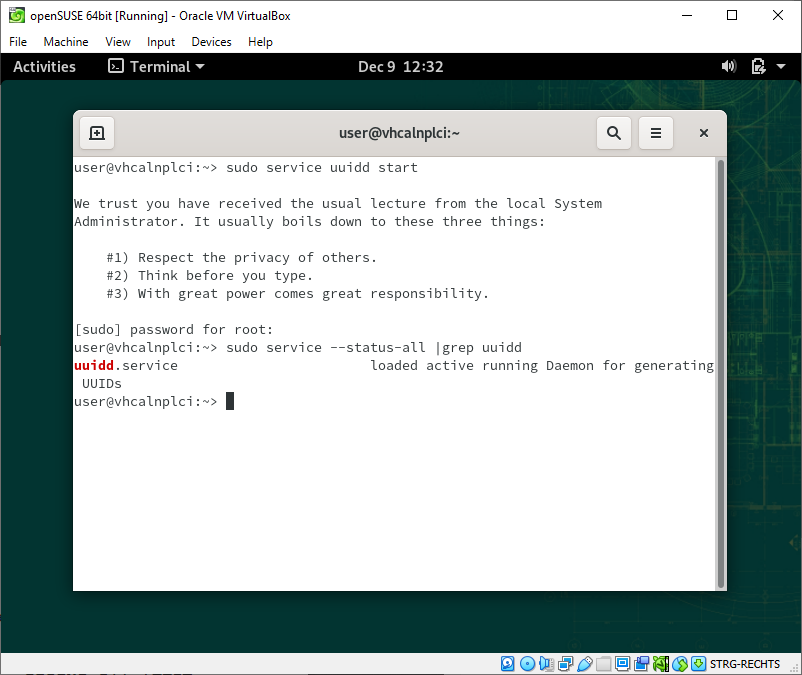 openSUSE 64bit [Running] - Oracle VM VirtualBox
File Machine View Input Devices Help
Activities Terminal Dec 9 12:32
user@vhcalnplci:~
user@vhcalnplci:~> sudo service uuidd start
We trust you have received the usual lecture from the local System
Administrator. It usually boils down to these three things:
#1) Respect the privacy of others.
#2) Think before you type.
#3) With great power comes great responsibility.
[sudo] password for root:
user@vhcalnplci:~> sudo service --status-all |grep uuidd
uuidd.service loaded active running Daemon for generating
UUIDs
user@vhcalnplci:~>
STRG-RECHTS